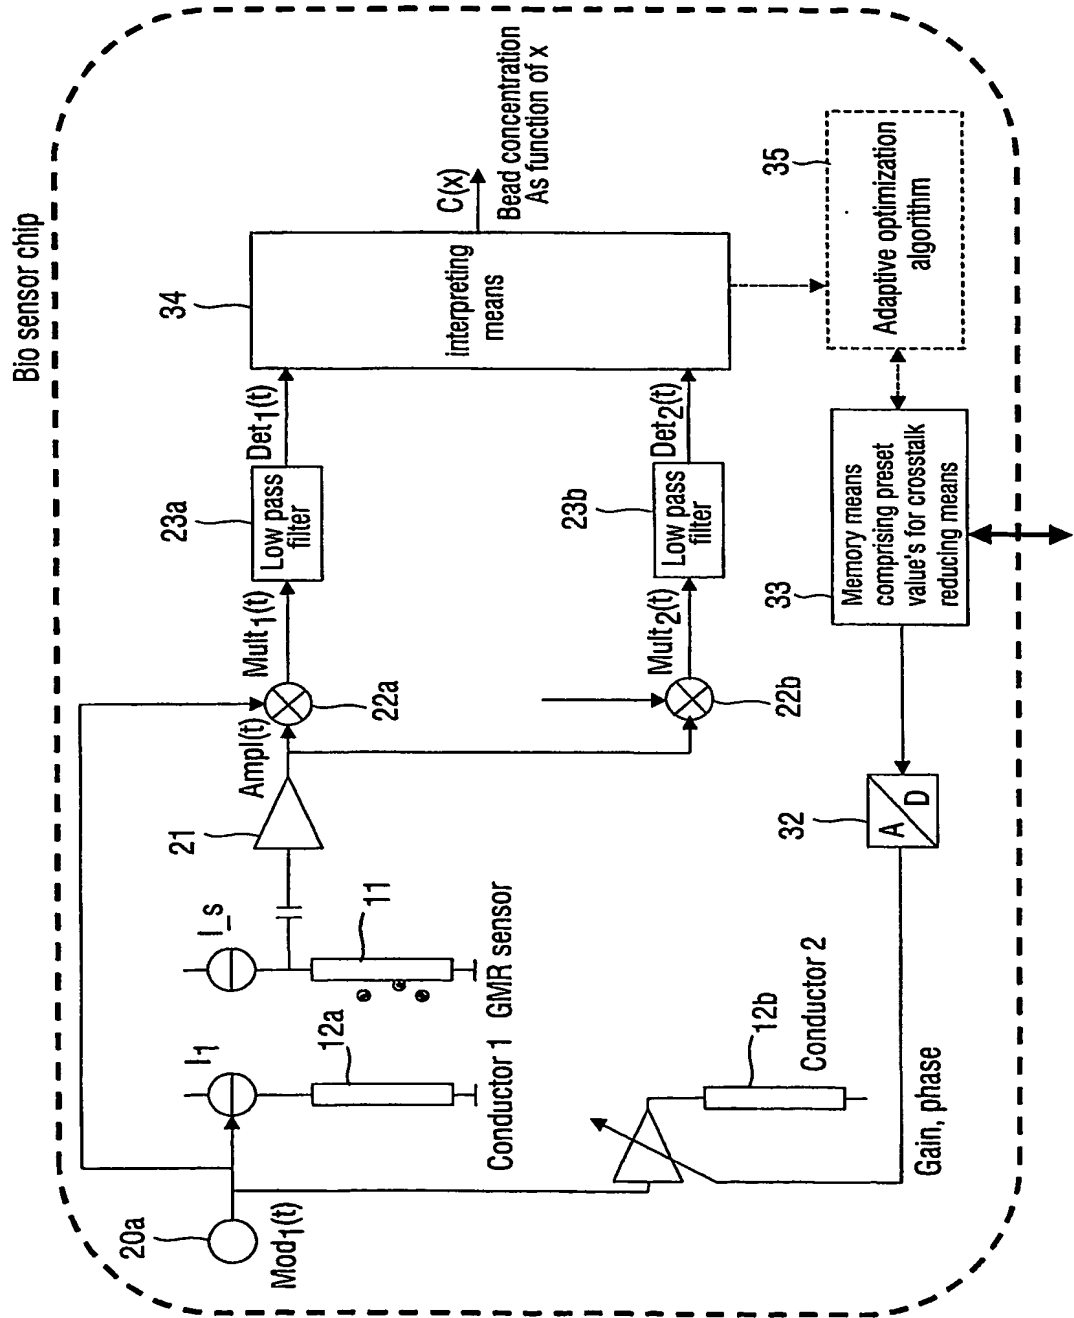 Bio sensor chip
20a
Mod1(t)
I1
12a
Conductor 1
I_s
11
GMR sensor
21
Ampl(t)
22a
Mult1(t)
23a
Low pass
filter
Det1(t)
34
interpreting
means
C(x)
Bead concentration
As function of x
22b
Mult2(t)
23b
Low pass
filter
Det2(t)
12b
Conductor 2
Gain, phase
32
A
D
33
Memory means
comprising preset
value's for crosstalk
reducing means
35
Adaptive optimization
algorithm